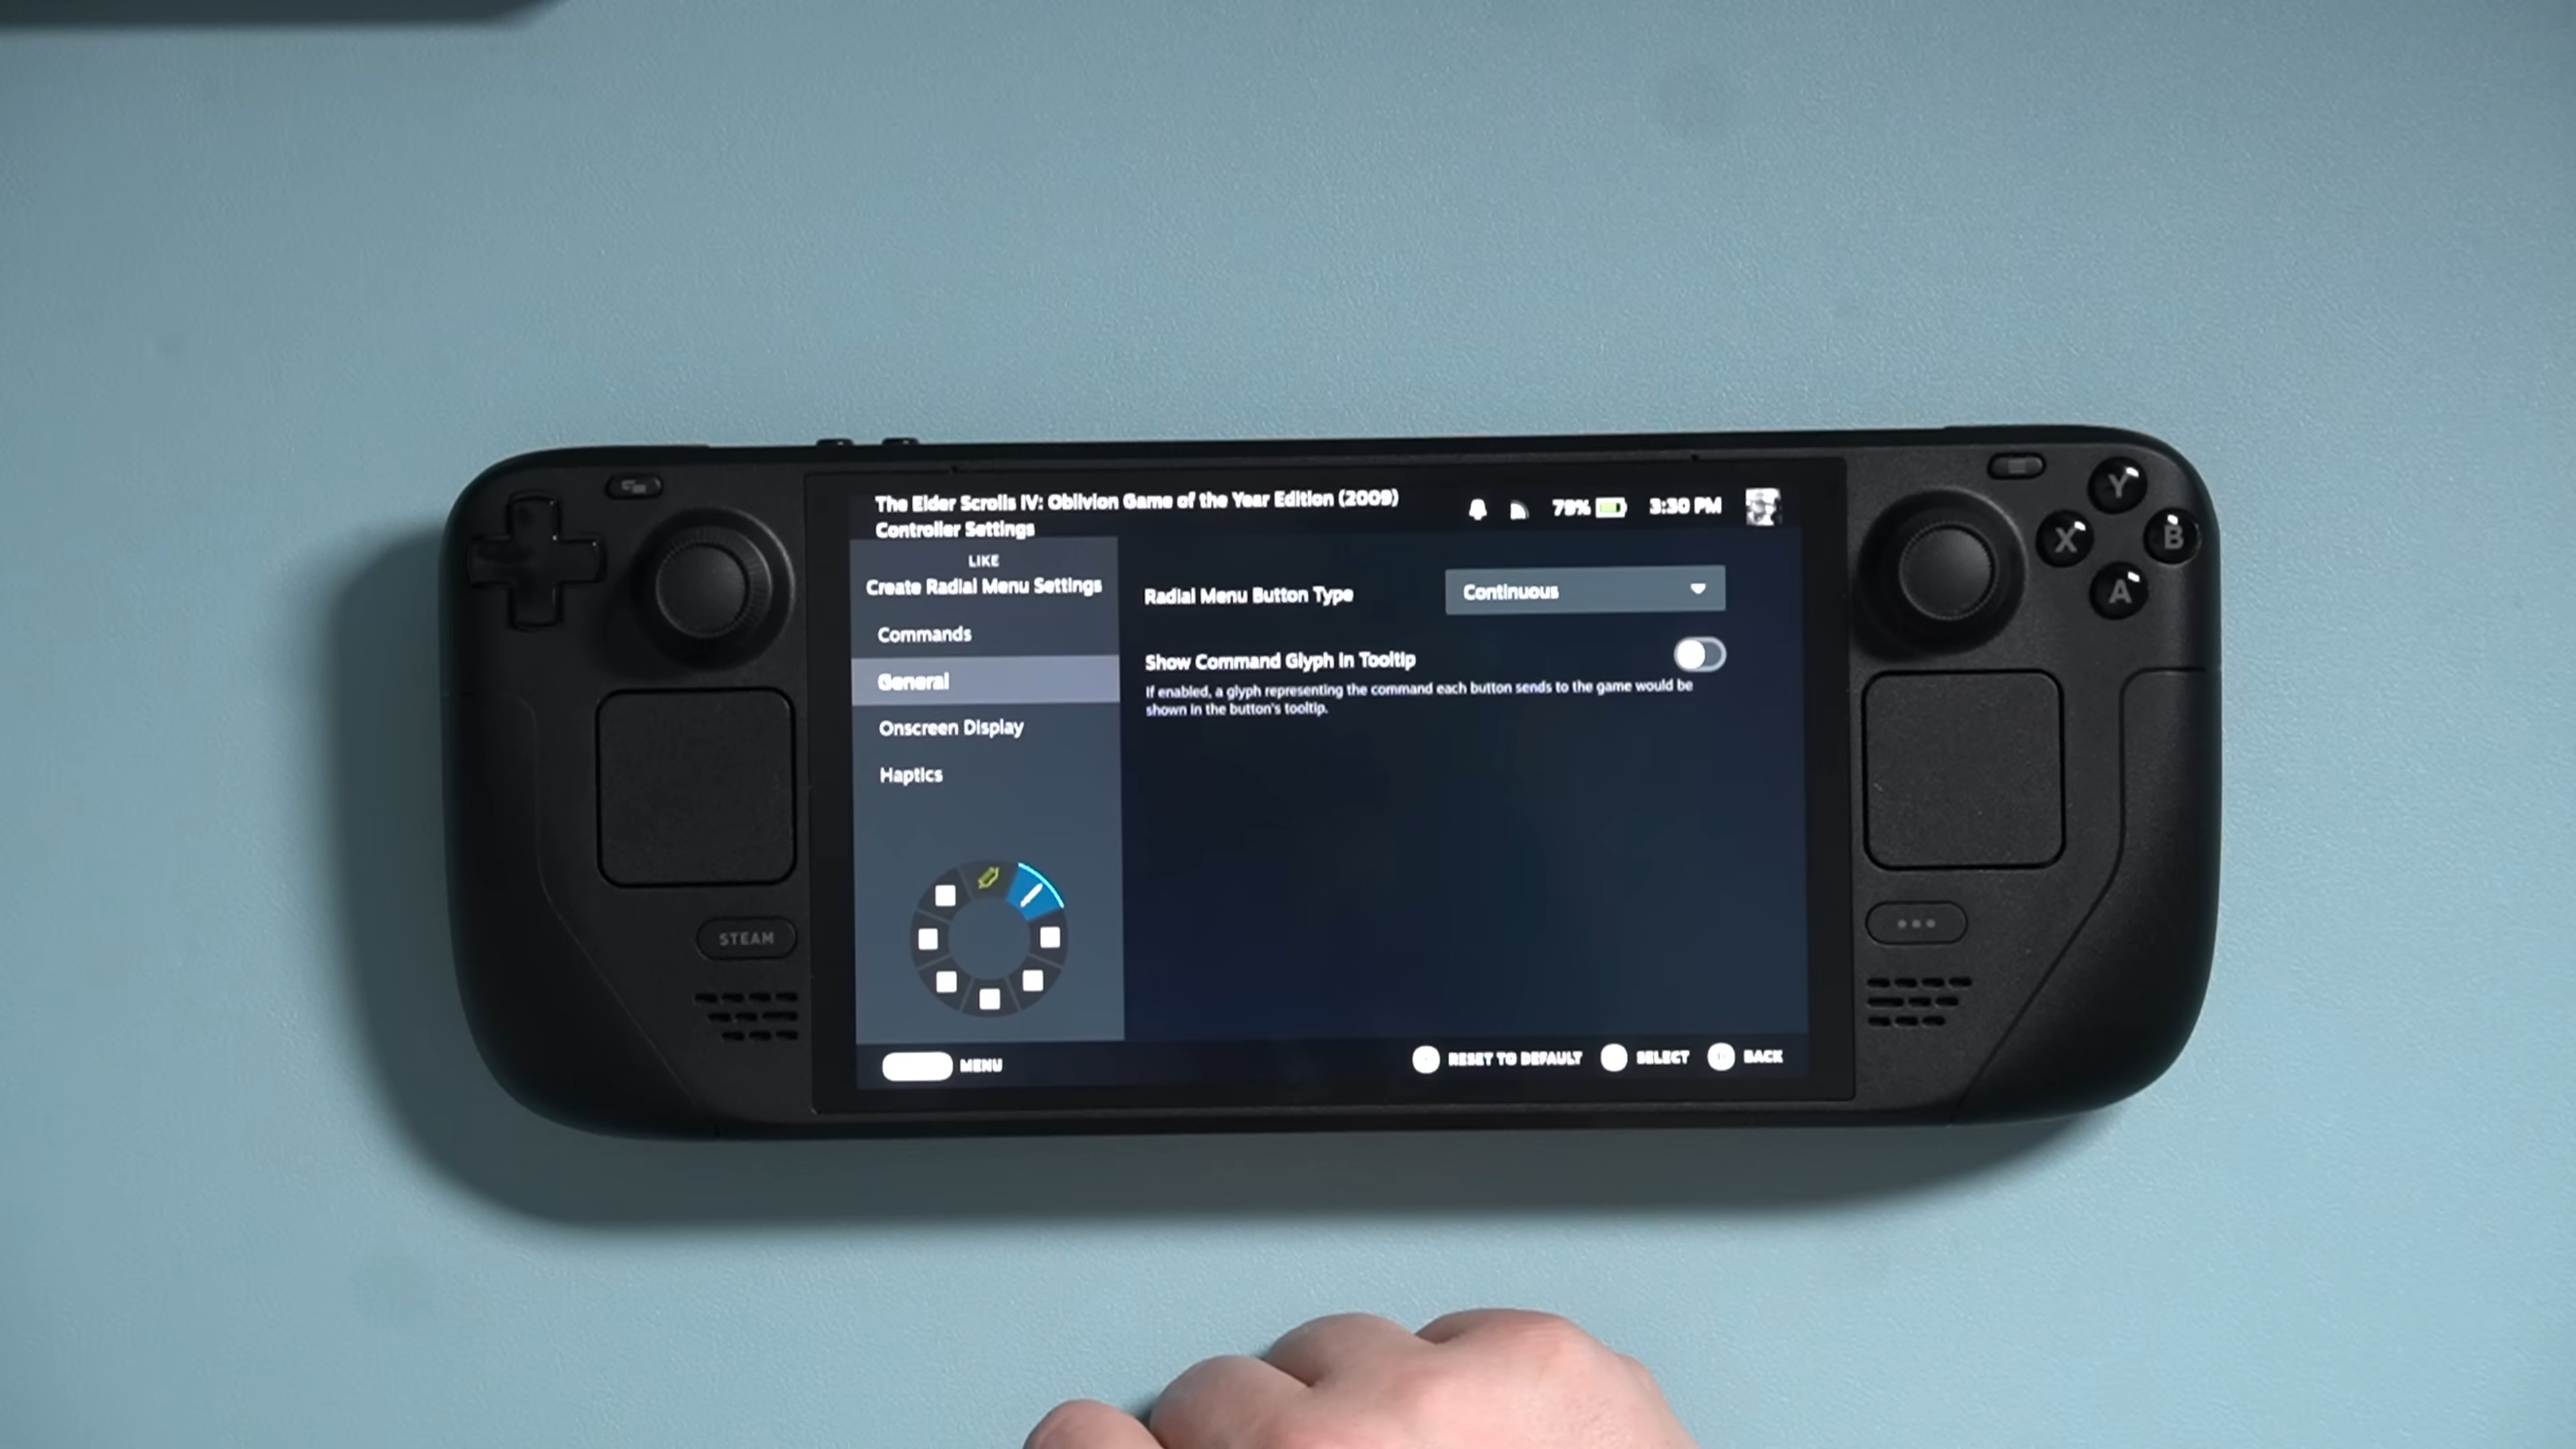 The Elder Scrolls IV: Oblivion Game of the Year Edition (2009)
Controller Settings
79%
3:30 PM
LIKE
Create Radial Menu Settings
Commands
General
Onscreen Display
Haptics
Radial Menu Button Type
Continuous
Show Command Glyph in Tooltip
If enabled, a glyph representing the command each button sends to the game would be
shown in the button's tooltip.
MENU
RESET TO DEFAULT
SELECT
BACK
STEAM
Y
X
B
A